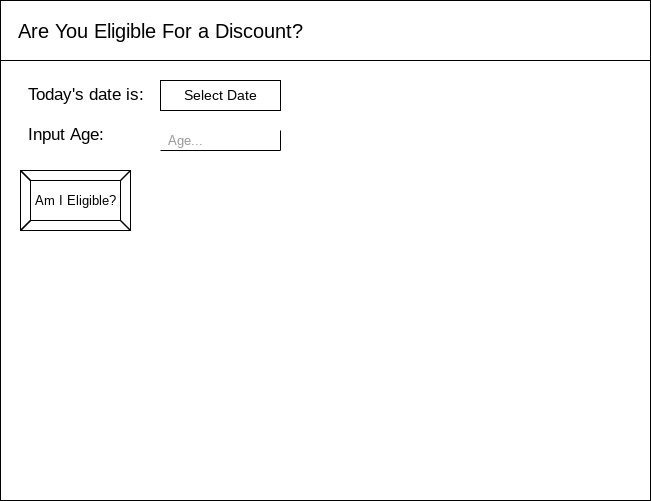 Are You Eligible For a Discount?
Today's date is: Select Date
Input Age: Age...
Am I Eligible?